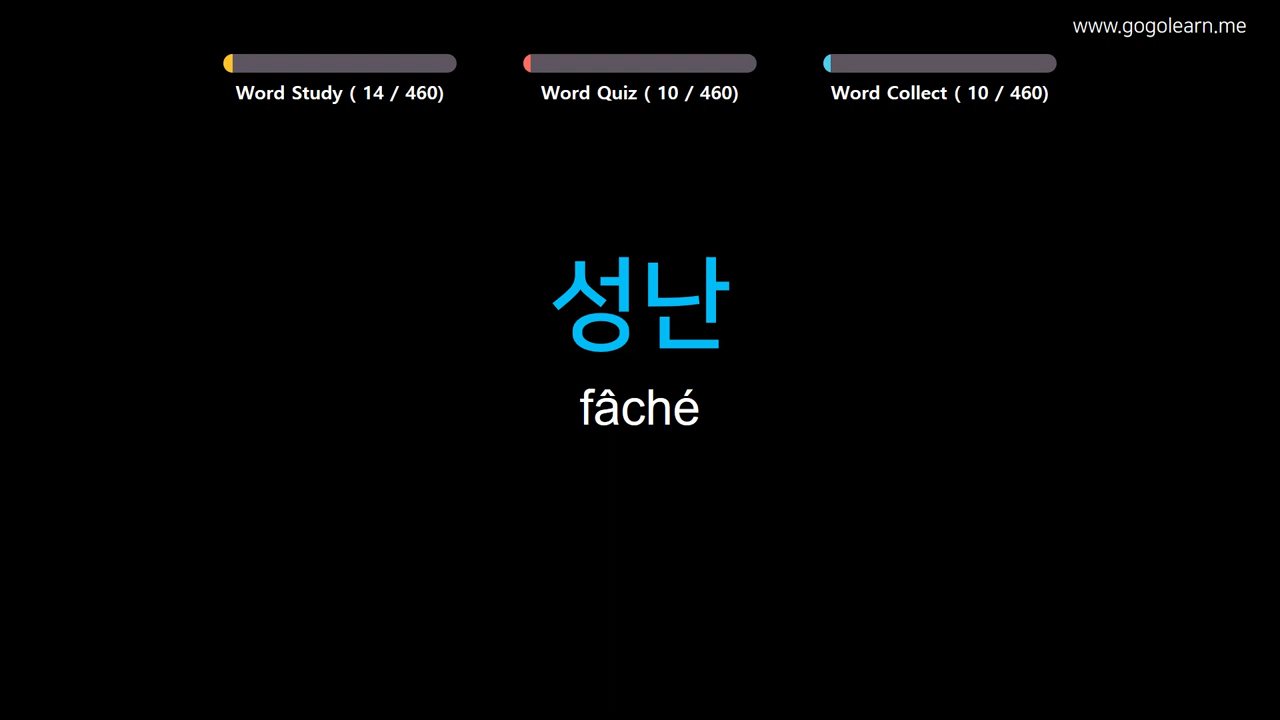 www.gogolearn.me
Word Study ( 14 / 460)
Word Quiz ( 10 / 460)
Word Collect ( 10 / 460)
성난
fâché